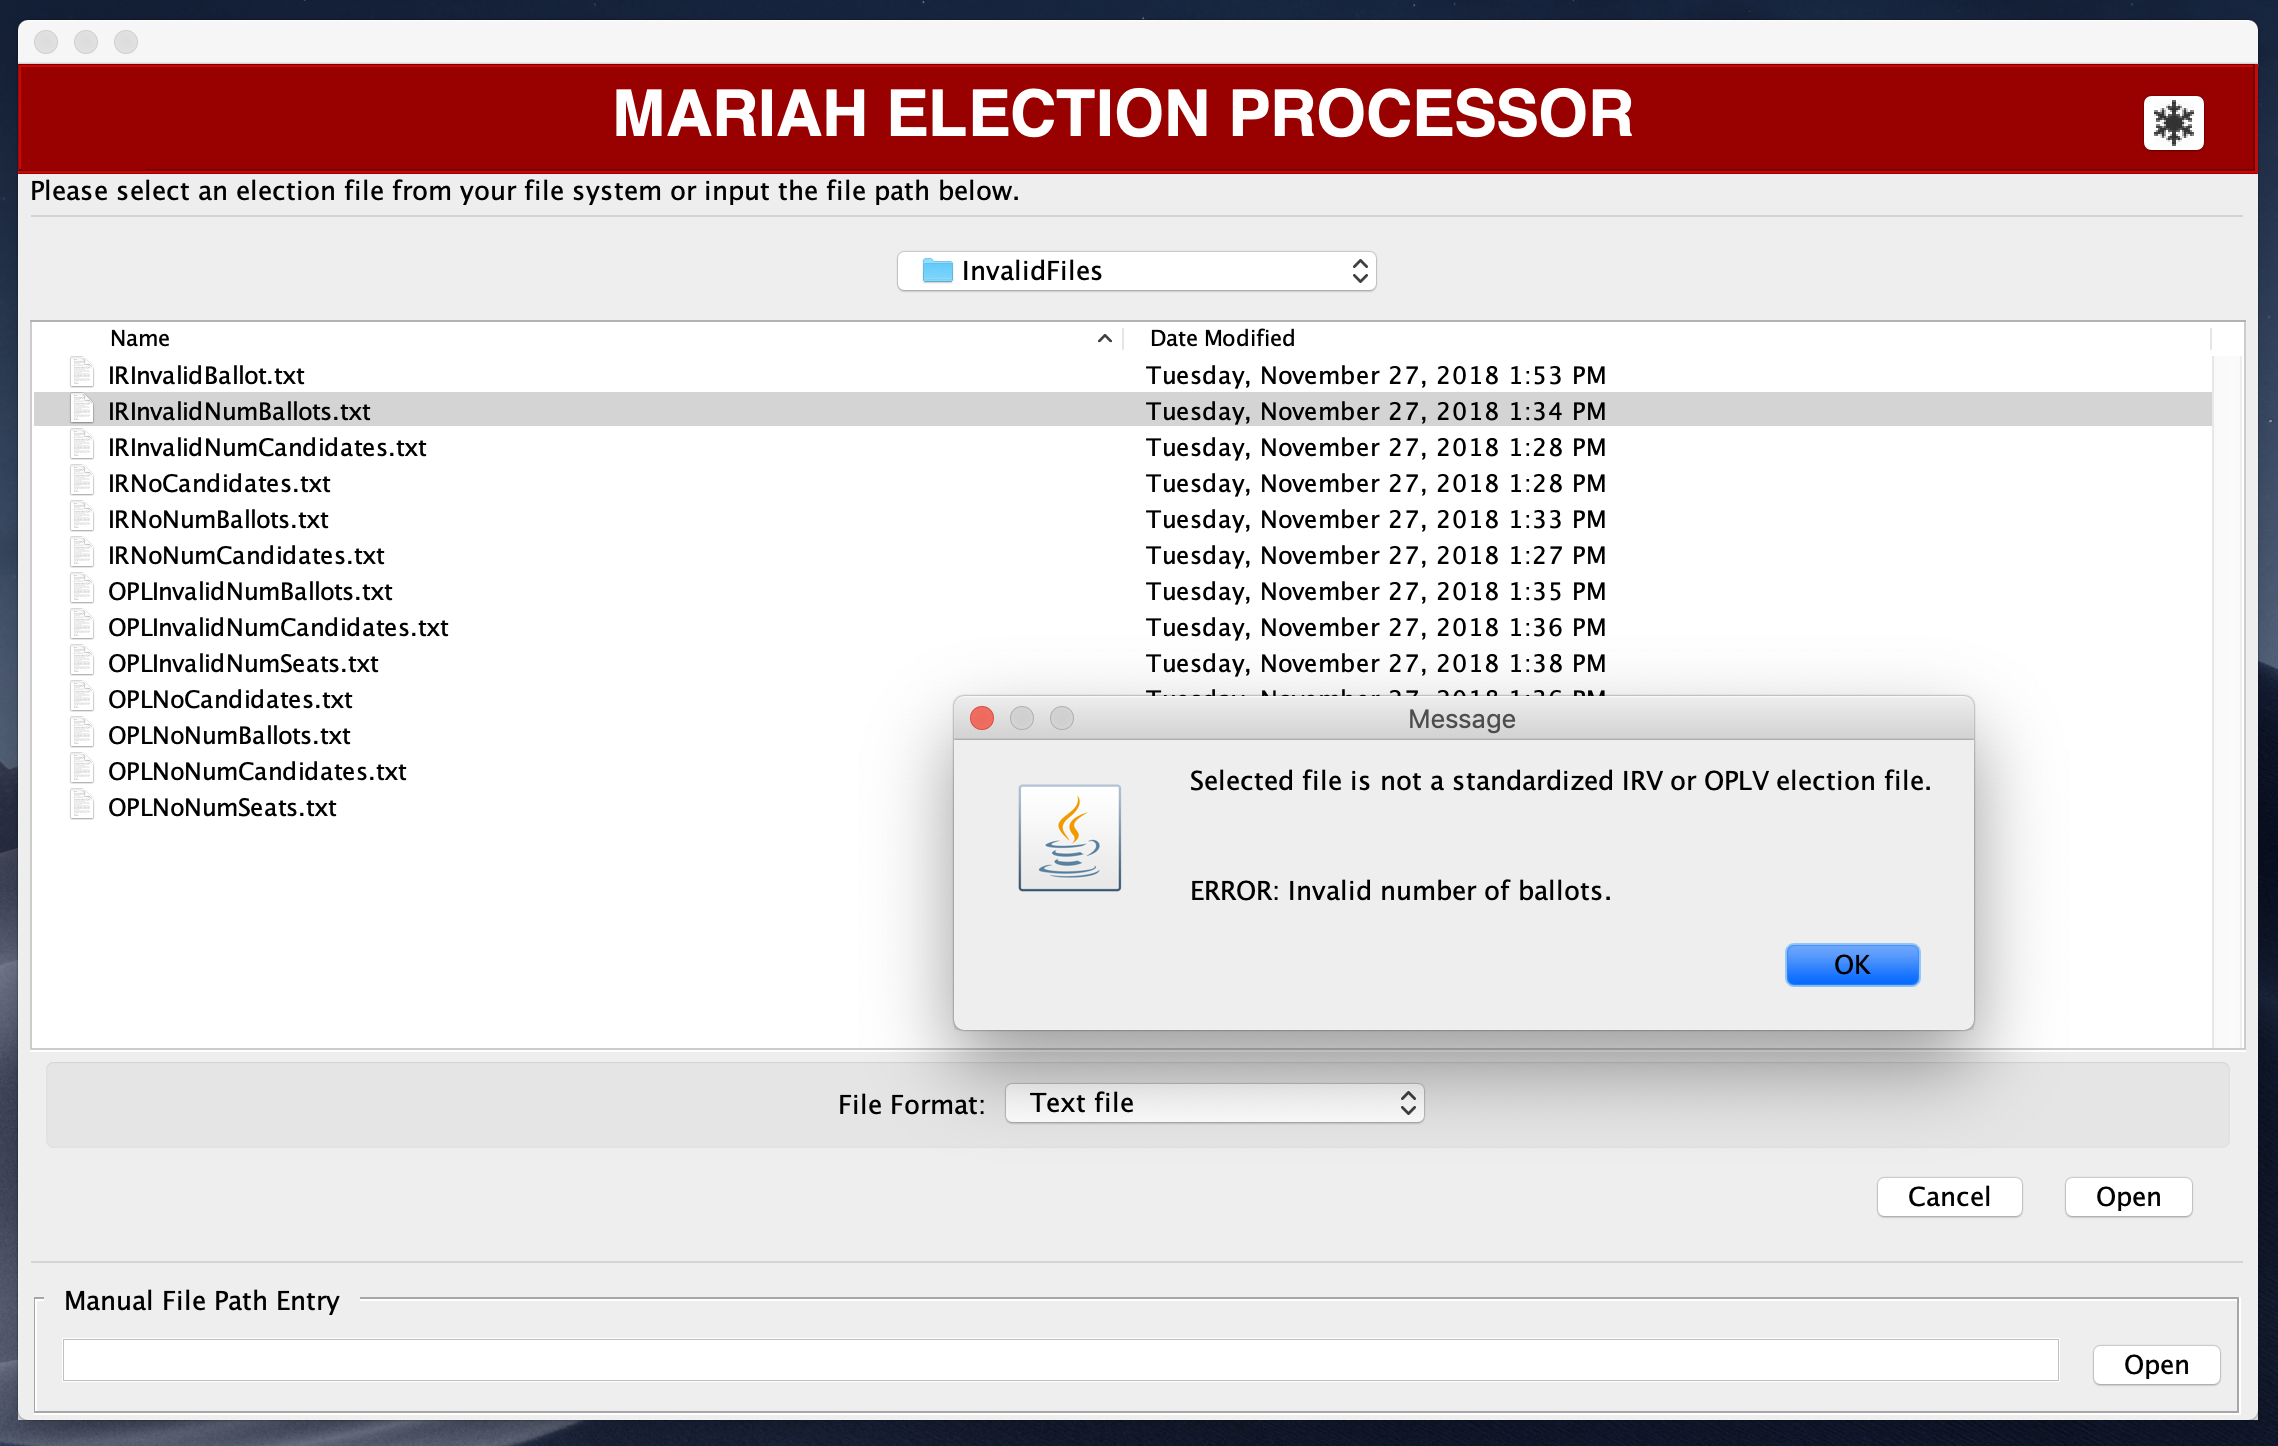 MARIAH ELECTION PROCESSOR
Please select an election file from your file system or input the file path below.
InvalidFiles
Name Date Modified
IRInvalidBallot.txt Tuesday, November 27, 2018 1:53 PM
IRInvalidNumBallots.txt Tuesday, November 27, 2018 1:34 PM
IRInvalidNumCandidates.txt Tuesday, November 27, 2018 1:28 PM
IRNoCandidates.txt Tuesday, November 27, 2018 1:28 PM
IRNoNumBallots.txt Tuesday, November 27, 2018 1:33 PM
IRNoNumCandidates.txt Tuesday, November 27, 2018 1:27 PM
OPLInvalidNumBallots.txt Tuesday, November 27, 2018 1:35 PM
OPLInvalidNumCandidates.txt Tuesday, November 27, 2018 1:36 PM
OPLInvalidNumSeats.txt Tuesday, November 27, 2018 1:38 PM
OPLNoCandidates.txt Tuesday, November 27, 2018 1:36 PM
OPLNoNumBallots.txt
OPLNoNumCandidates.txt
OPLNoNumSeats.txt
Message
Selected file is not a standardized IRV or OPLV election file.
ERROR: Invalid number of ballots.
OK
File Format: Text file
Cancel Open
Manual File Path Entry
Open